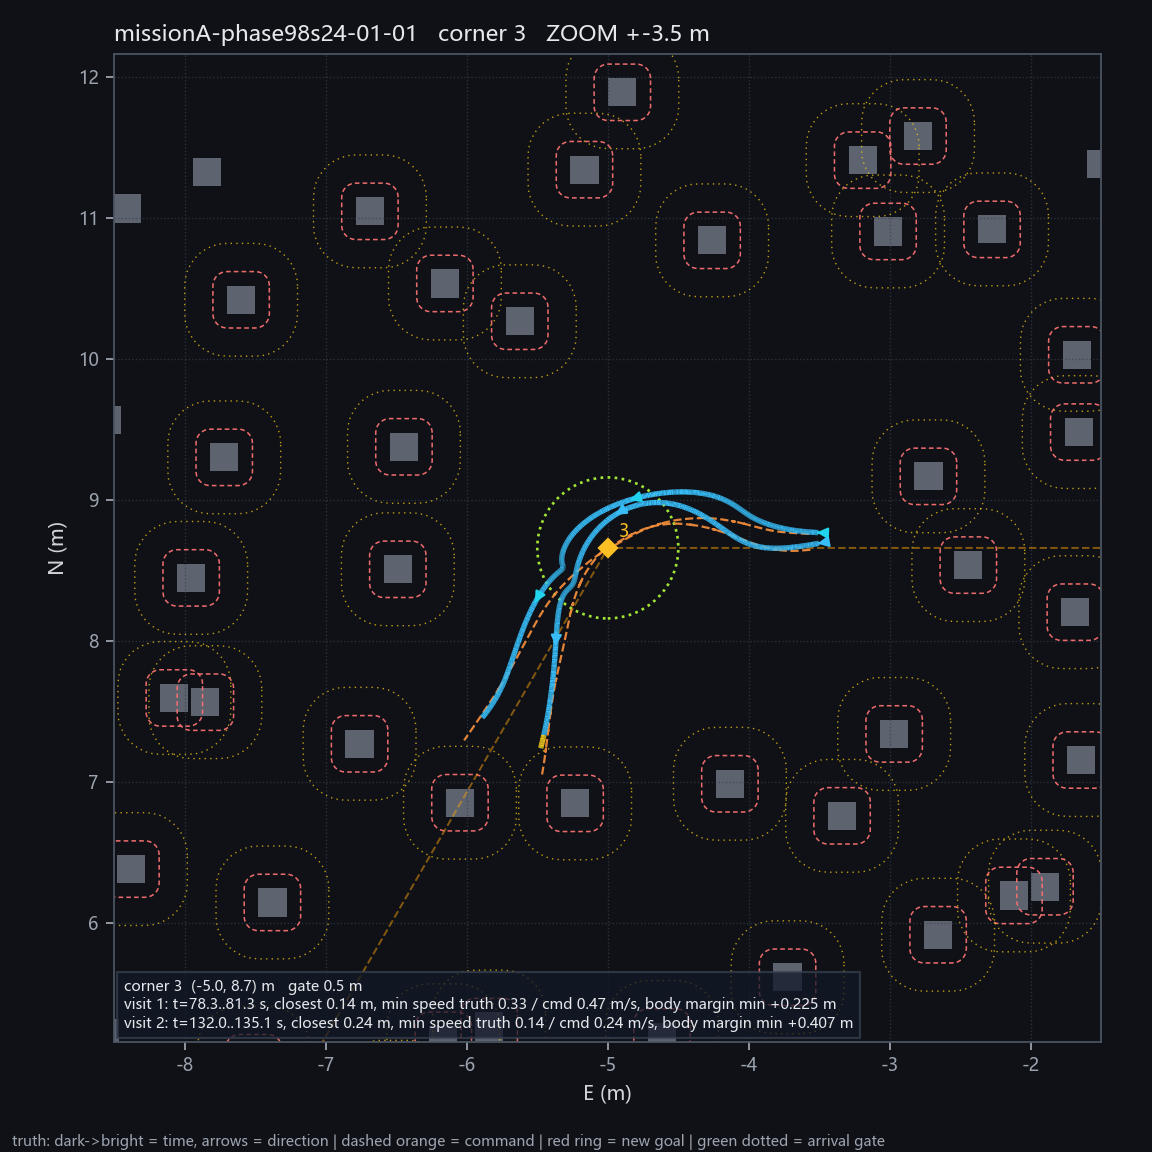 missionA-phase98s24-01-01   corner 3   ZOOM +-3.5 m
12
11
10
9
8
7
6
N (m)
3
corner 3  (-5.0, 8.7) m   gate 0.5 m
visit 1: t=78.3..81.3 s, closest 0.14 m, min speed truth 0.33 / cmd 0.47 m/s, body margin min +0.225 m
visit 2: t=132.0..135.1 s, closest 0.24 m, min speed truth 0.14 / cmd 0.24 m/s, body margin min +0.407 m
-8 -7 -6 -5 -4 -3 -2
E (m)
truth: dark->bright = time, arrows = direction | dashed orange = command | red ring = new goal | green dotted = arrival gate